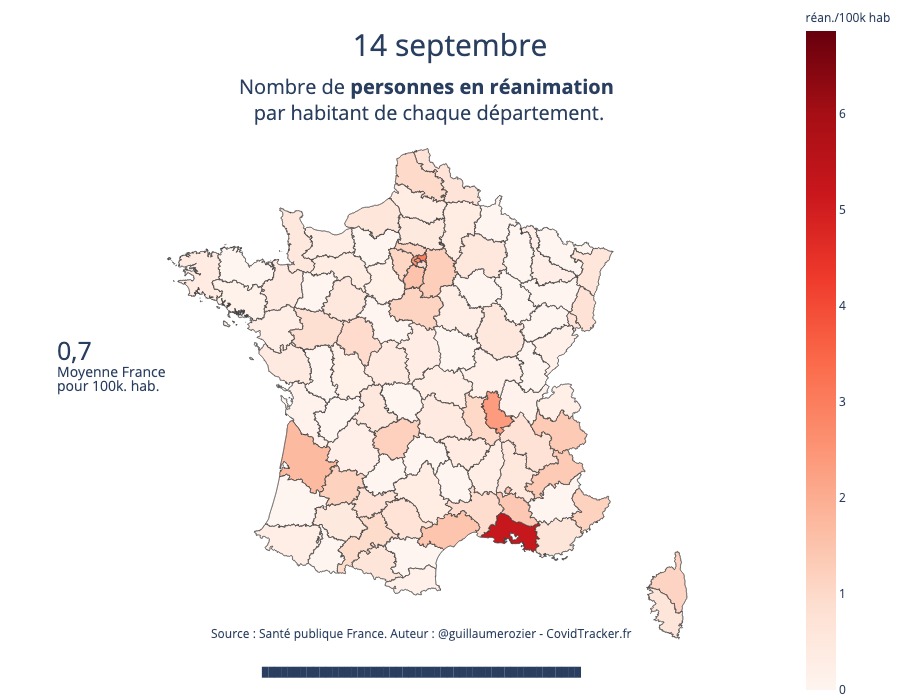 réan./100k hab
14 septembre
Nombre de personnes en réanimation
par habitant de chaque département.
6
5
4
3
2
1
0
0,7
Moyenne France
pour 100k. hab.
Source : Santé publique France. Auteur : @guillaumerozier - CovidTracker.fr